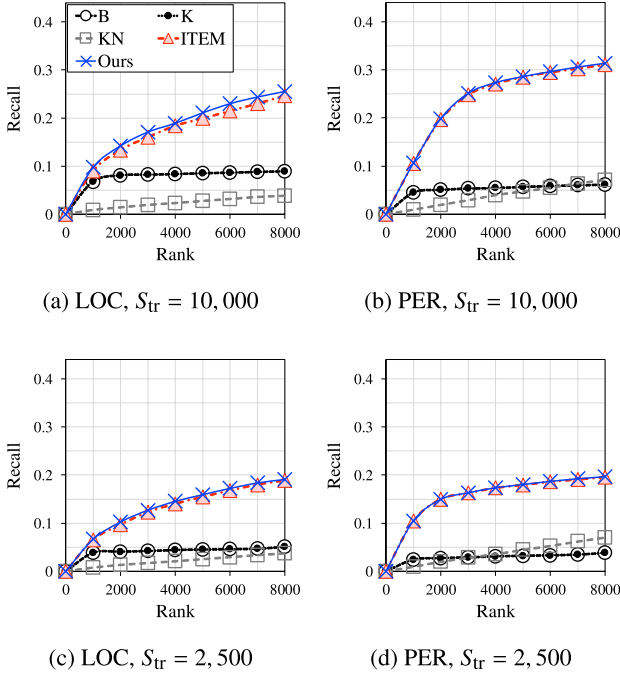 B
K
KN
ITEM
Ours
Recall
0.4
0.3
0.2
0.1
0
0
2000
4000
6000
8000
Rank
(a) LOC, Str = 10, 000
Recall
0.4
0.3
0.2
0.1
0
0
2000
4000
6000
8000
Rank
(b) PER, Str = 10, 000
Recall
0.4
0.3
0.2
0.1
0
0
2000
4000
6000
8000
Rank
(c) LOC, Str = 2, 500
Recall
0.4
0.3
0.2
0.1
0
0
2000
4000
6000
8000
Rank
(d) PER, Str = 2, 500